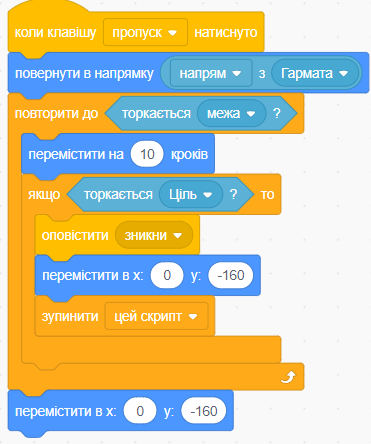 коли клавішу пропуск натиснуто
повернути в напрямку напрям з Гармата
повторити до торкається межа ?
перемістити на 10 кроків
якщо торкається Ціль ? то
оповістити зникни
перемістити в x: 0 y: -160
зупинити цей скрипт
перемістити в x: 0 y: -160